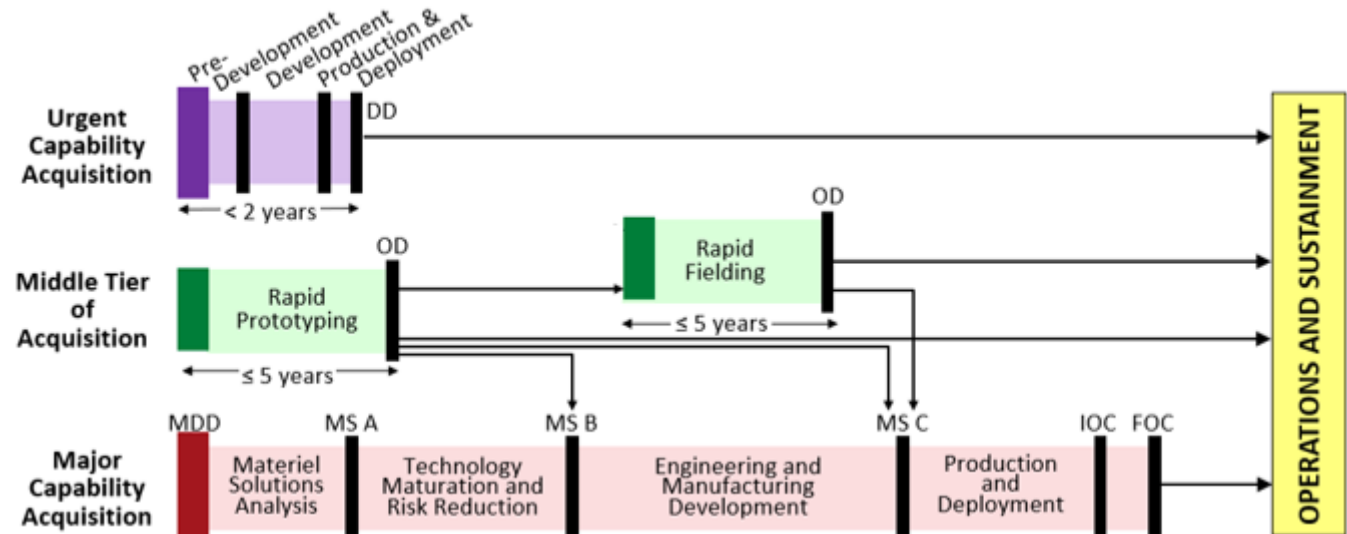 Pre-
Development
Development
Production &
Deployment
Urgent
Capability
Acquisition
DD
< 2 years
OD
OD
Middle Tier
of
Acquisition
Rapid
Prototyping
Rapid
Fielding
≤ 5 years
≤ 5 years
MDD
MS A
MS B
MS C
IOC
FOC
Major
Capability
Acquisition
Materiel
Solutions
Analysis
Technology
Maturation and
Risk Reduction
Engineering and
Manufacturing
Development
Production
and
Deployment
OPERATIONS AND SUSTAINMENT